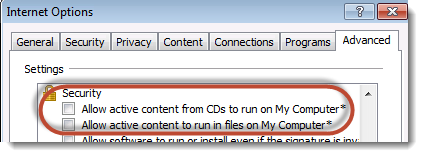 Internet Options
General Security Privacy Content Connections Programs Advanced
Settings
Security
Allow active content from CDs to run on My Computer*
Allow active content to run in files on My Computer*
Allow software to run or install even if the signature is inv